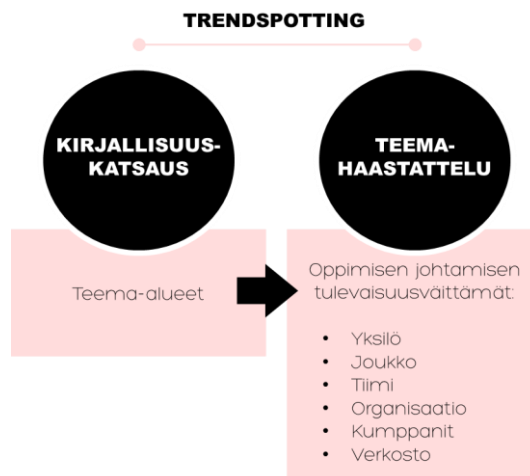 TRENDSPOTTING
KIRJALLISUUS-
KATSAUS
Teema-alueet
TEEMA-
HAASTATTELU
Oppimisen johtamisen
tulevaisuusväittämät:
• Yksilö
• Joukko
• Tiimi
• Organisaatio
• Kumppanit
• Verkosto